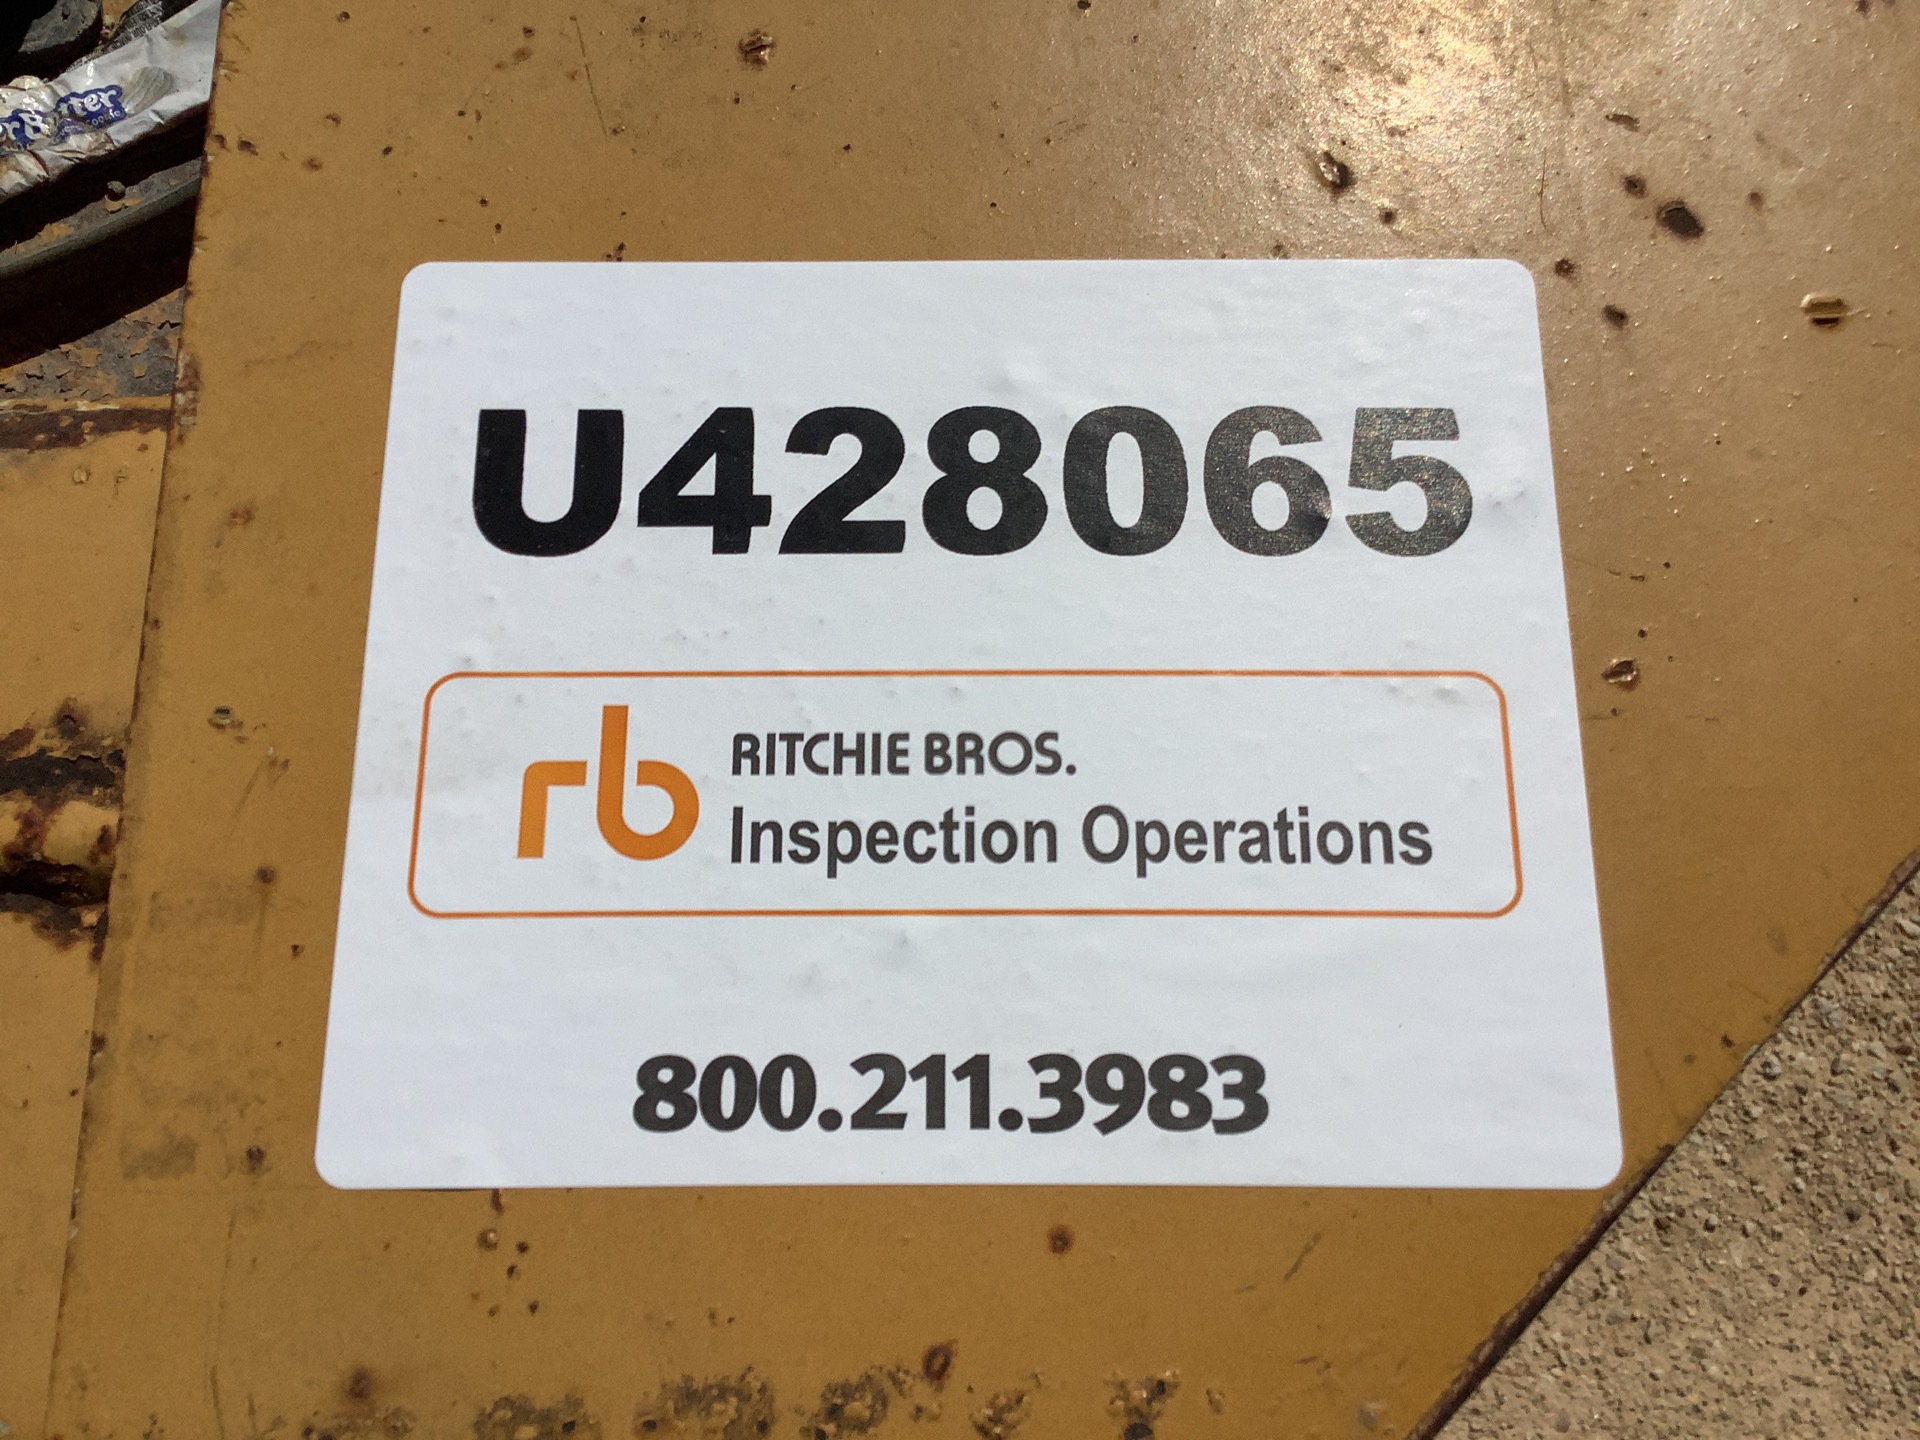 U428065
rb
RITCHIE BROS.
Inspection Operations
800.211.3983